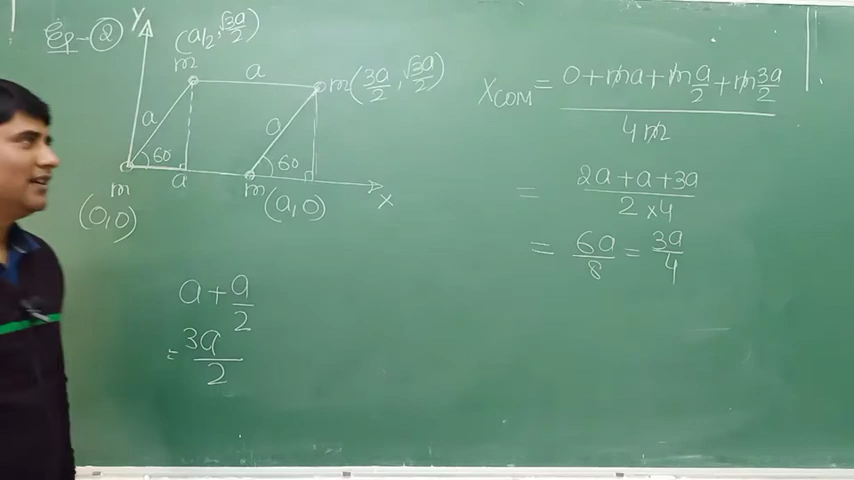 Eg-②
Y
(a/2, √3a/2)
m
a
m(3a/2, √3a/2)
a
a
60
60
m
a
m
(a,0)
X
(0,0)
a + a/2
= 3a/2
X_COM = (0 + ma + m a/2 + m 3a/2) / 4m
= (2a + a + 3a) / (2×4)
= 6a/8 = 3a/4